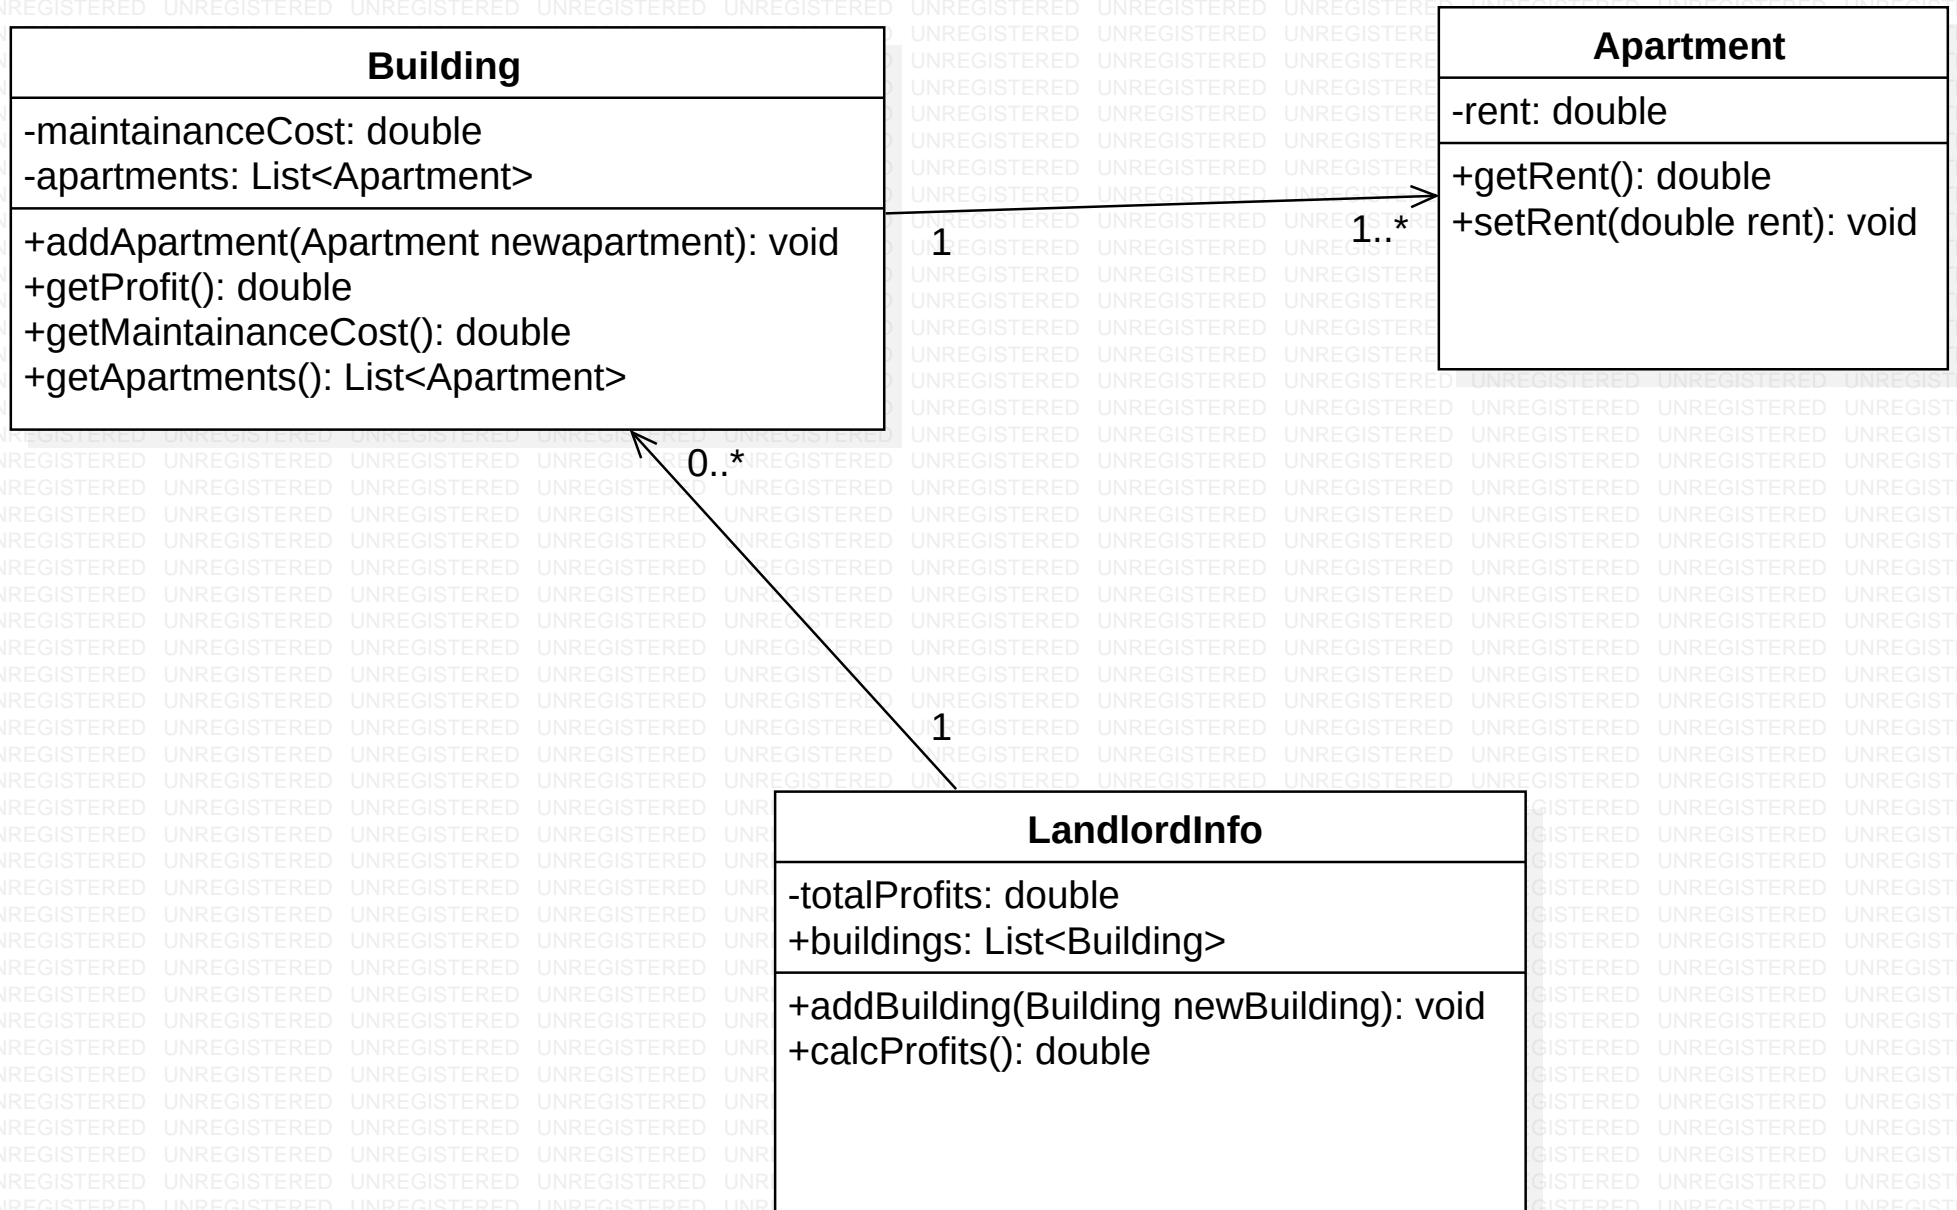 Building
-maintainanceCost: double
-apartments: List<Apartment>
+addApartment(Apartment newapartment): void
+getProfit(): double
+getMaintainanceCost(): double
+getApartments(): List<Apartment>
Apartment
-rent: double
+getRent(): double
+setRent(double rent): void
1
1..*
0..*
1
LandlordInfo
-totalProfits: double
+buildings: List<Building>
+addBuilding(Building newBuilding): void
+calcProfits(): double
UNREGISTERED